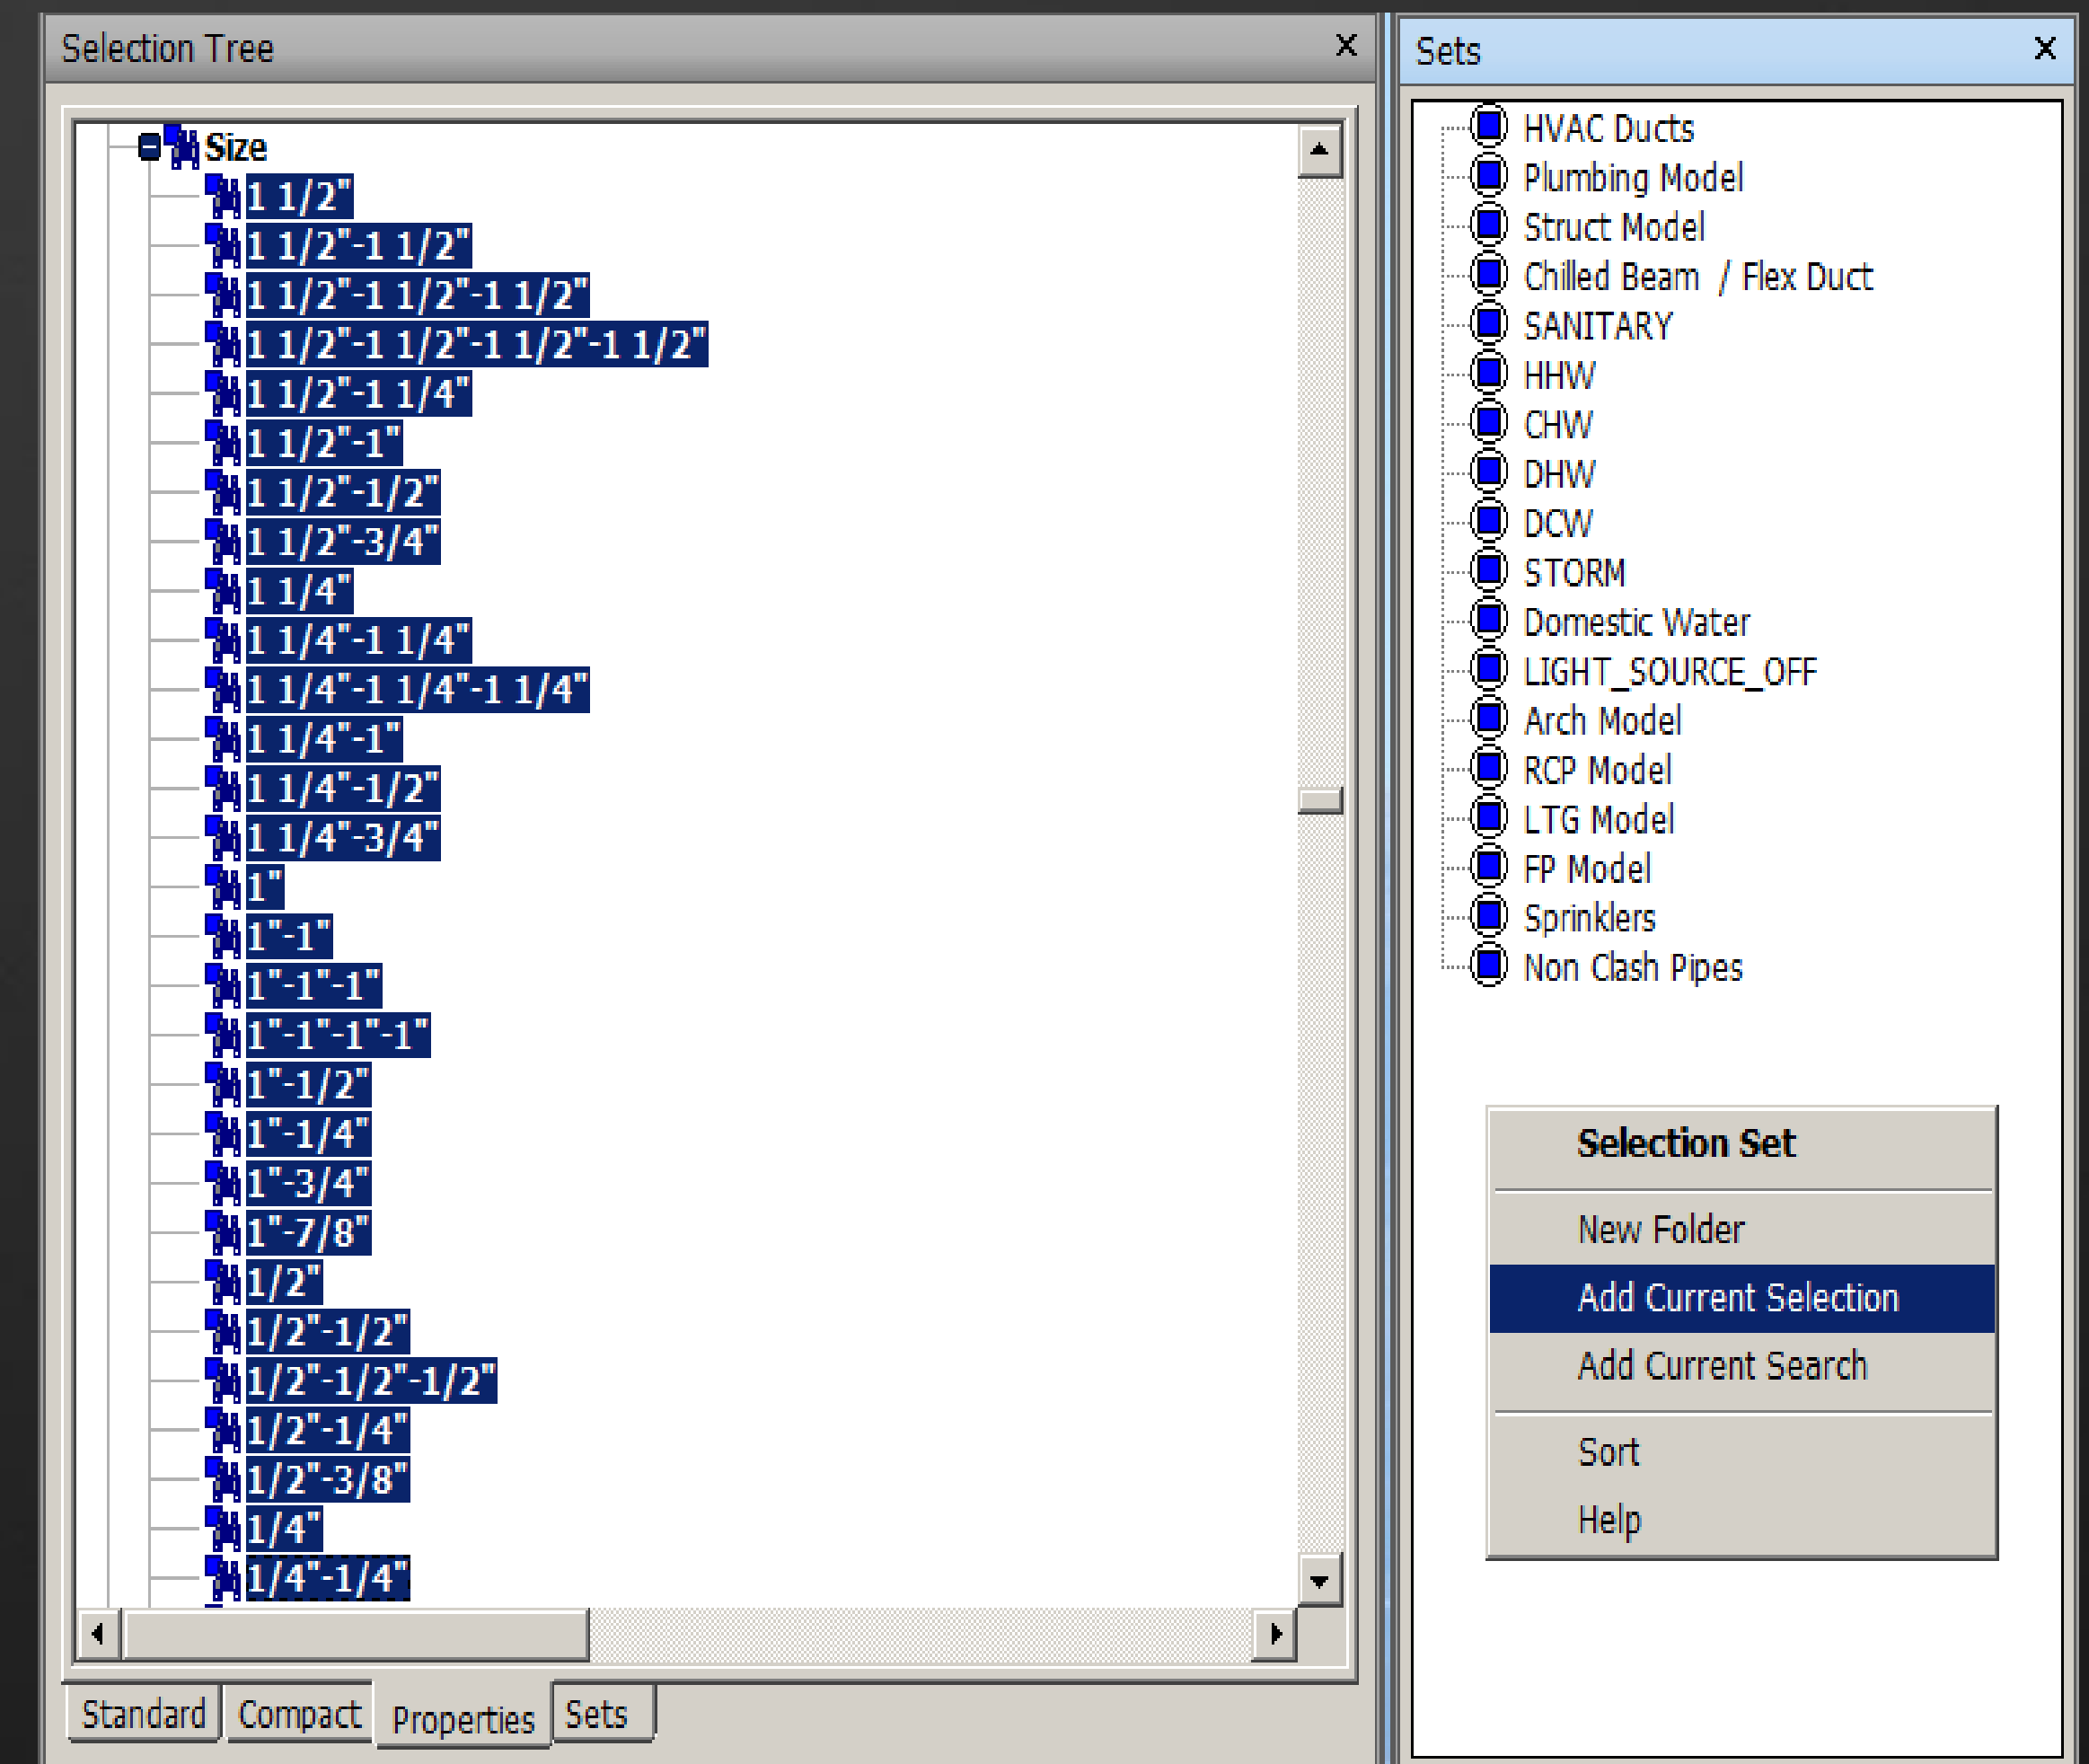 Selection Tree
Size
1 1/2"
1 1/2"-1 1/2"
1 1/2"-1 1/2"-1 1/2"
1 1/2"-1 1/2"-1 1/2"-1 1/2"
1 1/2"-1 1/4"
1 1/2"-1"
1 1/2"-1/2"
1 1/2"-3/4"
1 1/4"
1 1/4"-1 1/4"
1 1/4"-1 1/4"-1 1/4"
1 1/4"-1"
1 1/4"-1/2"
1 1/4"-3/4"
1"
1"-1"
1"-1"-1"
1"-1"-1"-1"
1"-1/2"
1"-1/4"
1"-3/4"
1"-7/8"
1/2"
1/2"-1/2"
1/2"-1/2"-1/2"
1/2"-1/4"
1/2"-3/8"
1/4"
1/4"-1/4"
Standard Compact Properties Sets
Sets
HVAC Ducts
Plumbing Model
Struct Model
Chilled Beam / Flex Duct
SANITARY
HHW
CHW
DHW
DCW
STORM
Domestic Water
LIGHT_SOURCE_OFF
Arch Model
RCP Model
LTG Model
FP Model
Sprinklers
Non Clash Pipes
Selection Set
New Folder
Add Current Selection
Add Current Search
Sort
Help